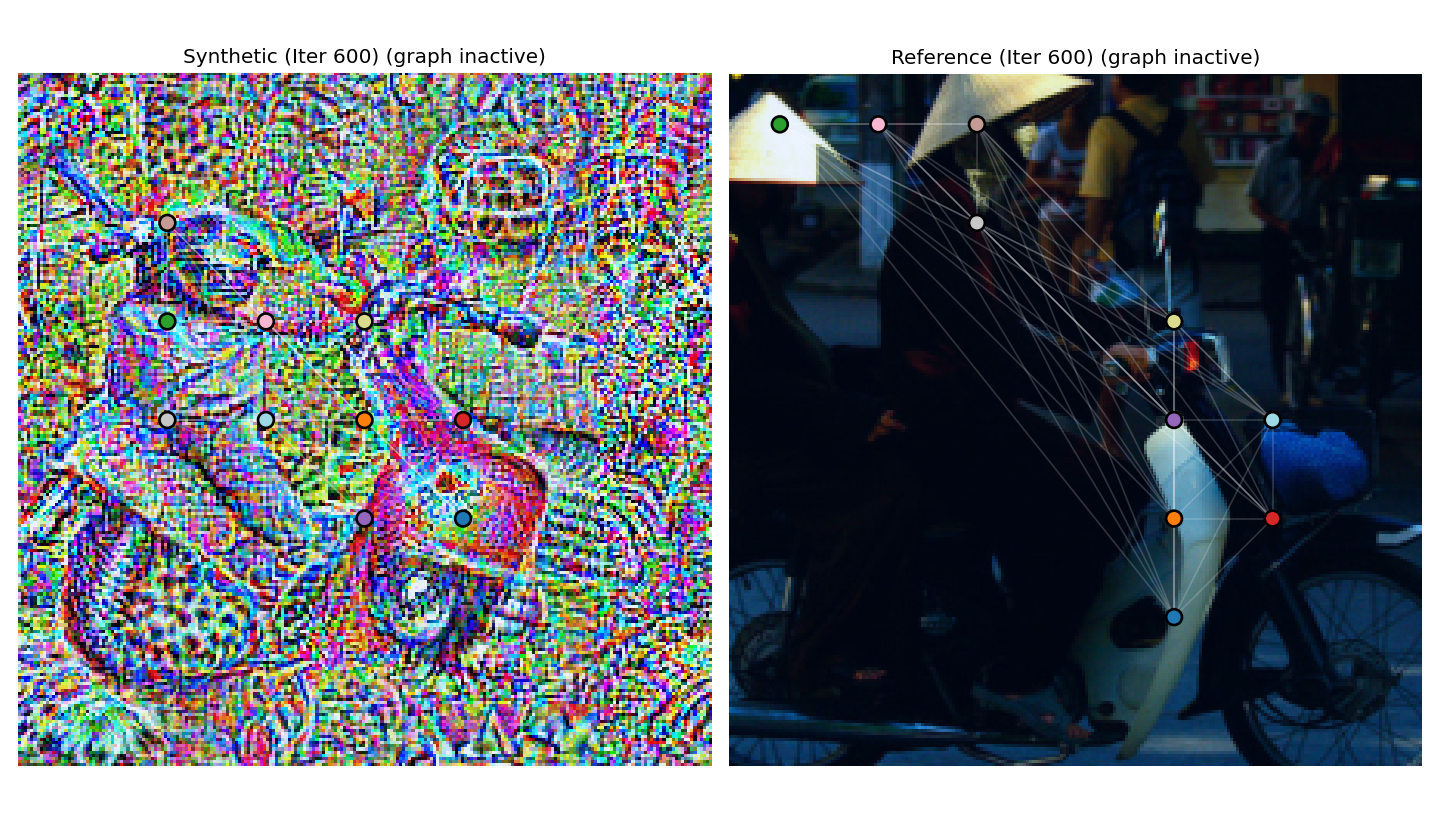 Synthetic (Iter 600) (graph inactive)
Reference (Iter 600) (graph inactive)